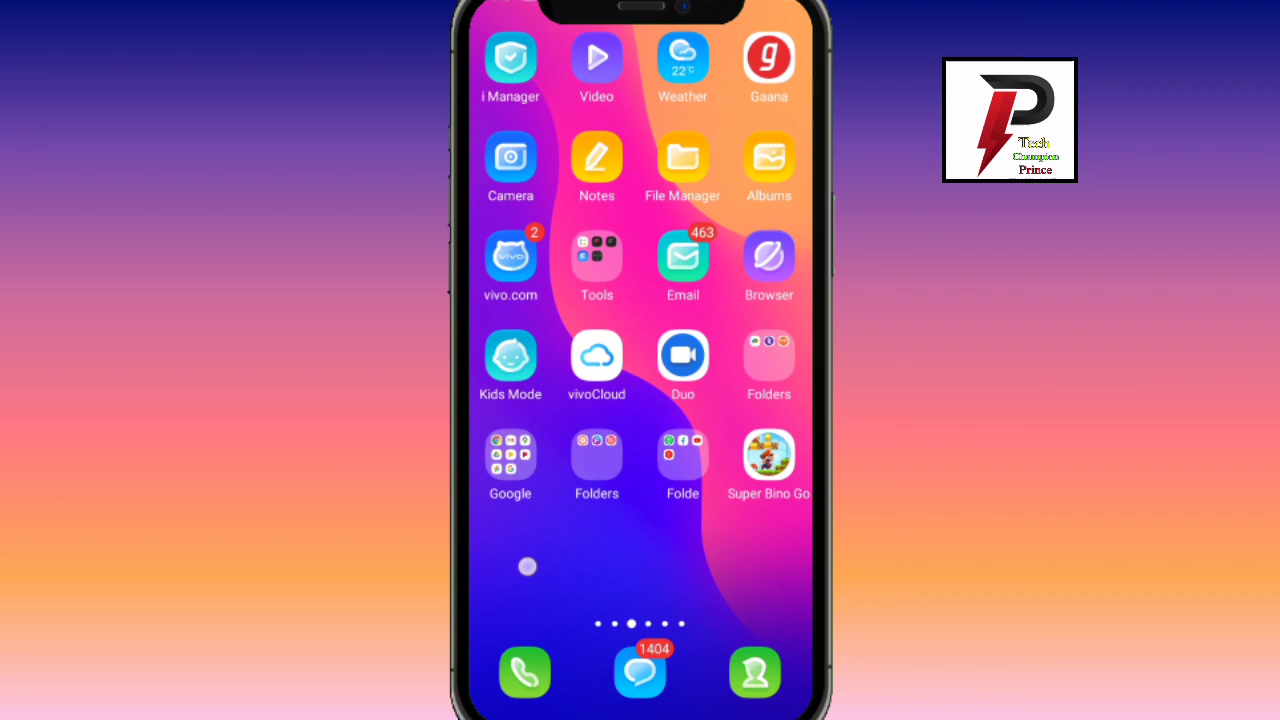 22°C
i Manager
Video
Weather
Gaana
g
Camera
Notes
File Manager
Albums
2
vivo
463
vivo.com
Tools
Email
Browser
Kids Mode
vivoCloud
Duo
Folders
Google
Folders
Folde
Super Bino Go
1404
P
Tech
Champion
Prince